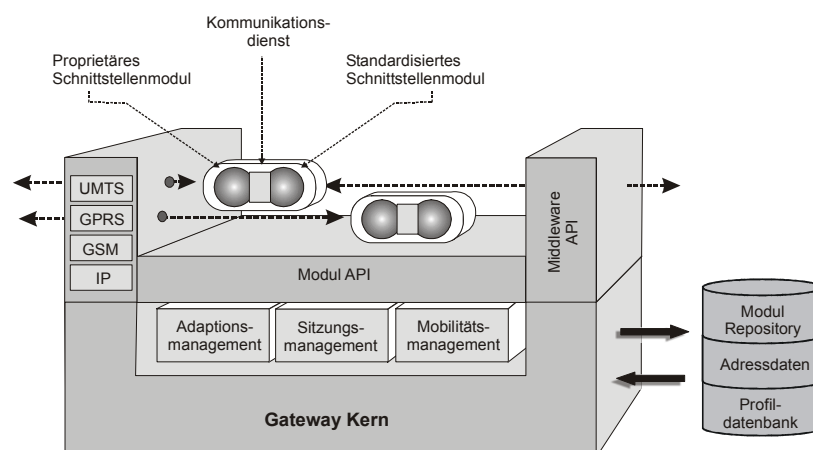 Kommunikations-
dienst
Proprietäres
Schnittstellenmodul
Standardisiertes
Schnittstellenmodul
UMTS
GPRS
GSM
IP
Modul API
Middleware
API
Adaptions-
management
Sitzungs-
management
Mobilitäts-
management
Gateway Kern
Modul
Repository
Adressdaten
Profil-
datenbank